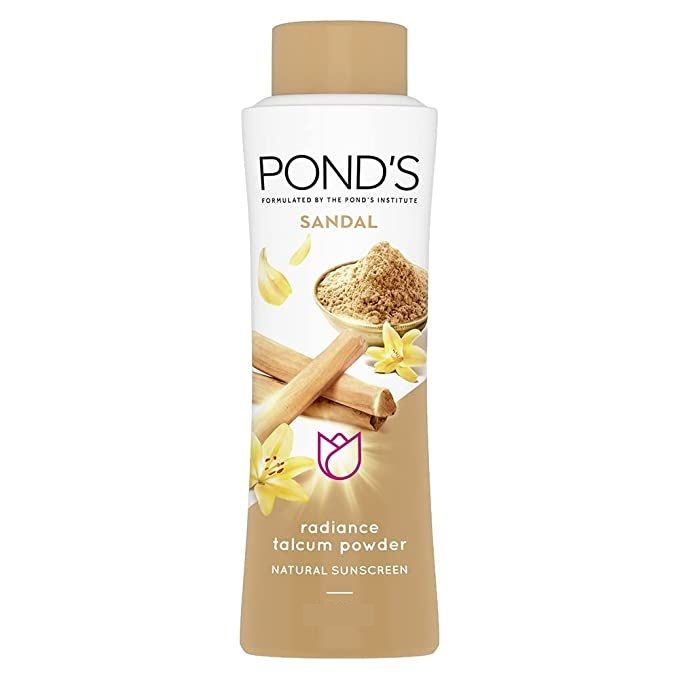 POND'S
FORMULATED BY THE POND'S INSTITUTE
SANDAL
radiance
talcum powder
NATURAL SUNSCREEN